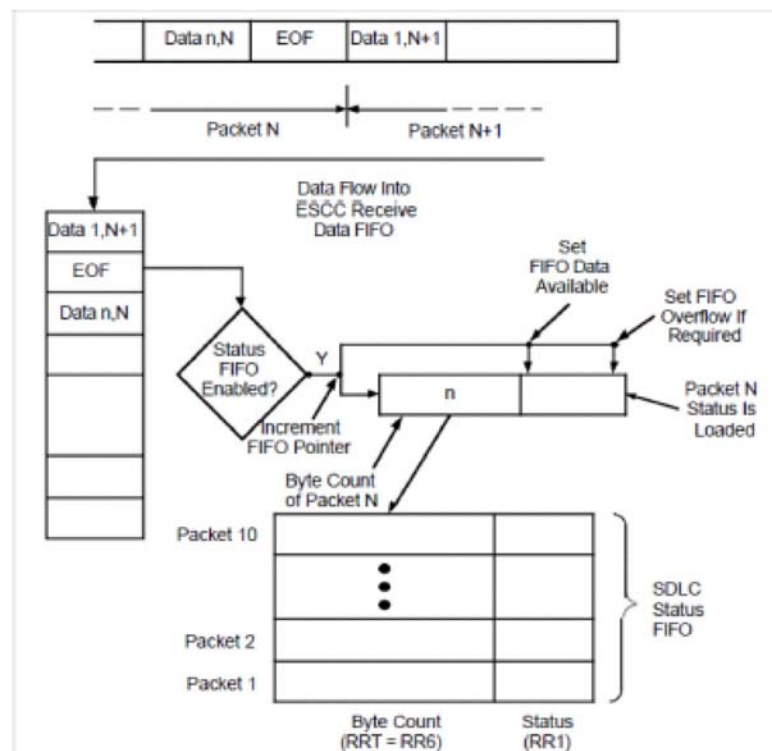 Data n,N
EOF
Data 1,N+1
Packet N
Packet N+1
Data Flow Into
ESCC Receive
Data FIFO
Data 1,N+1
EOF
Data n,N
Set
FIFO Data
Available
Set FIFO
Overflow If
Required
Status
FIFO
Enabled?
Y
n
Packet N
Status Is
Loaded
Increment
FIFO Pointer
Byte Count
of Packet N
Packet 10
SDLC
Status
FIFO
Packet 2
Packet 1
Byte Count
(RRT = RR6)
Status
(RR1)